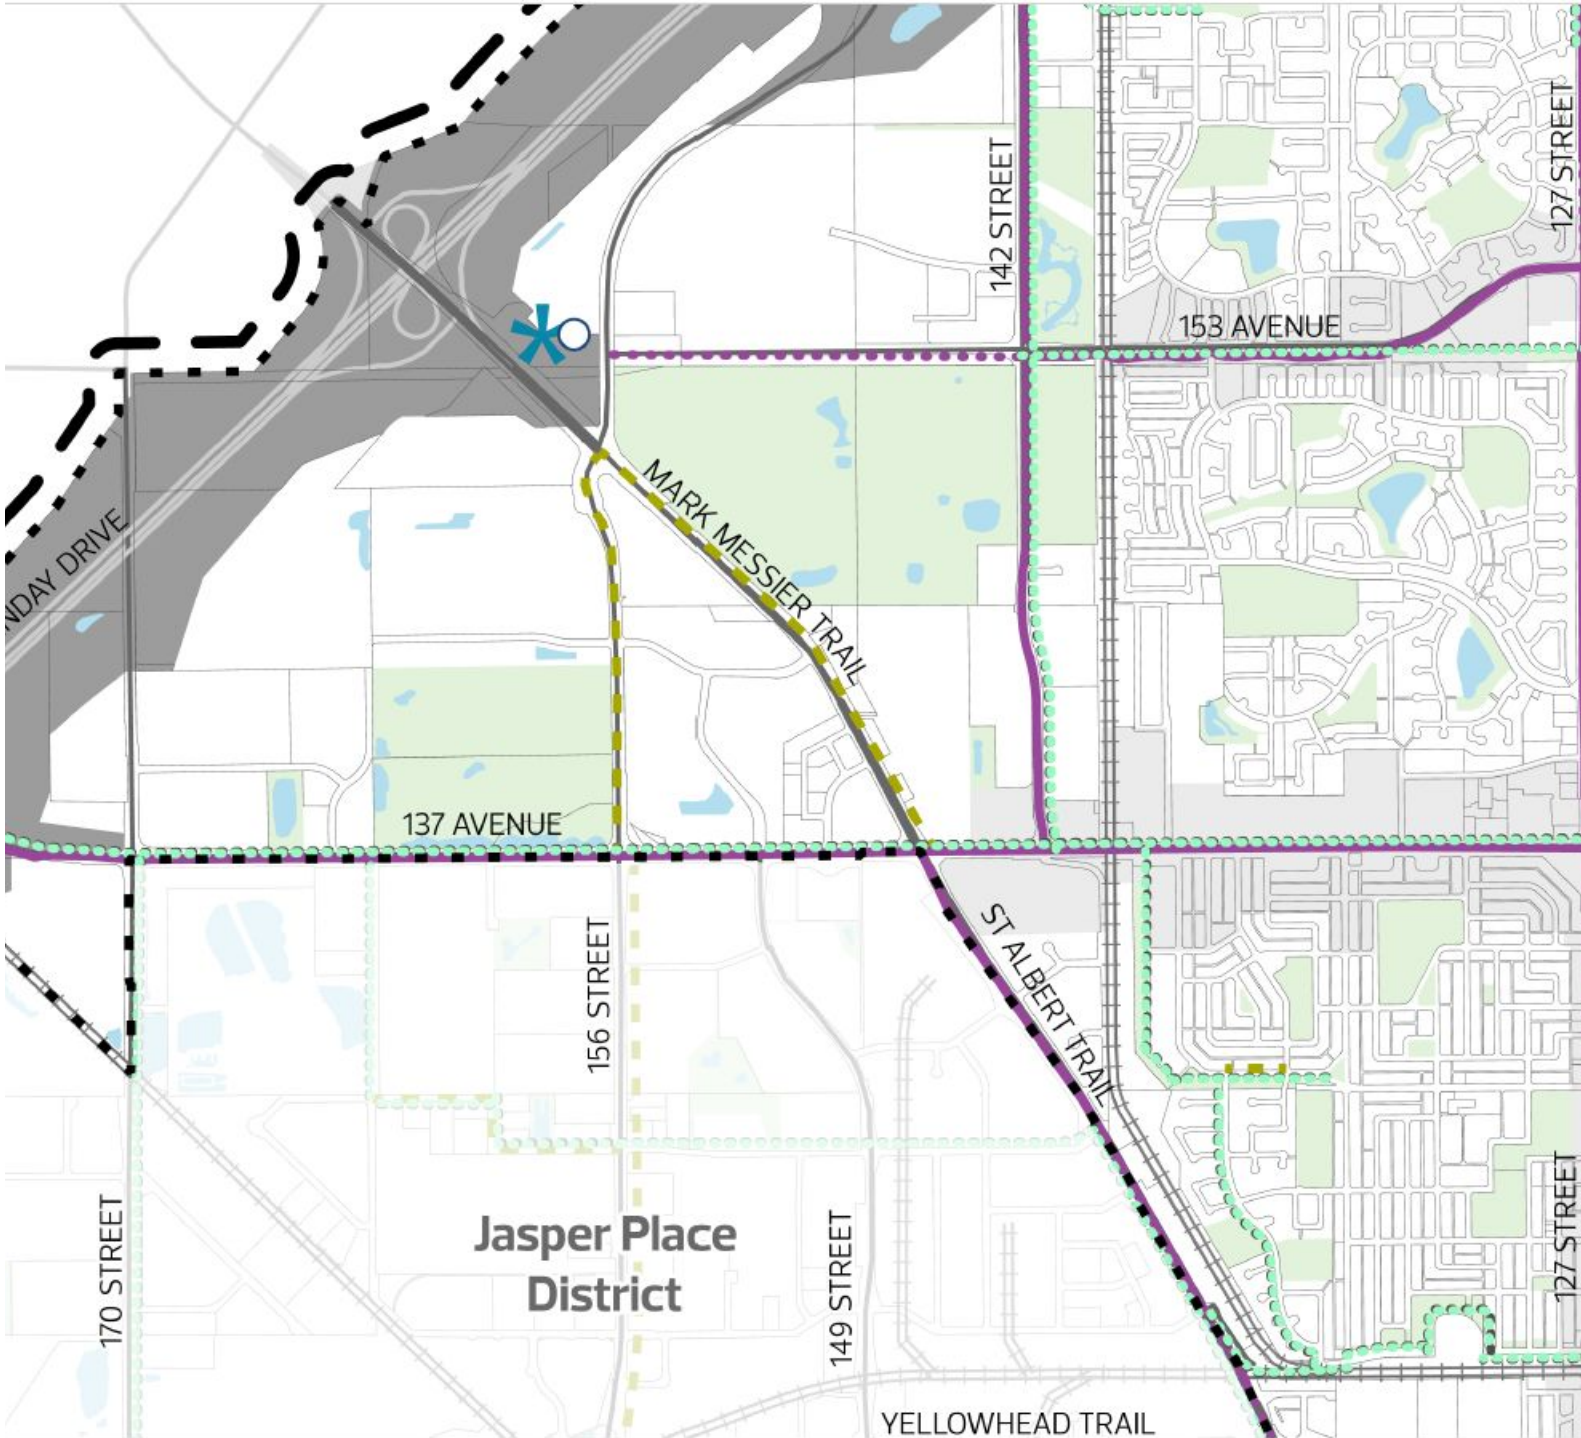 127 STREET
142 STREET
153 AVENUE
MARK MESSIER TRAIL
NDAY DRIVE
137 AVENUE
ST ALBERT TRAIL
156 STREET
170 STREET
Jasper Place
District
149 STREET
127 STREET
YELLOWHEAD TRAIL